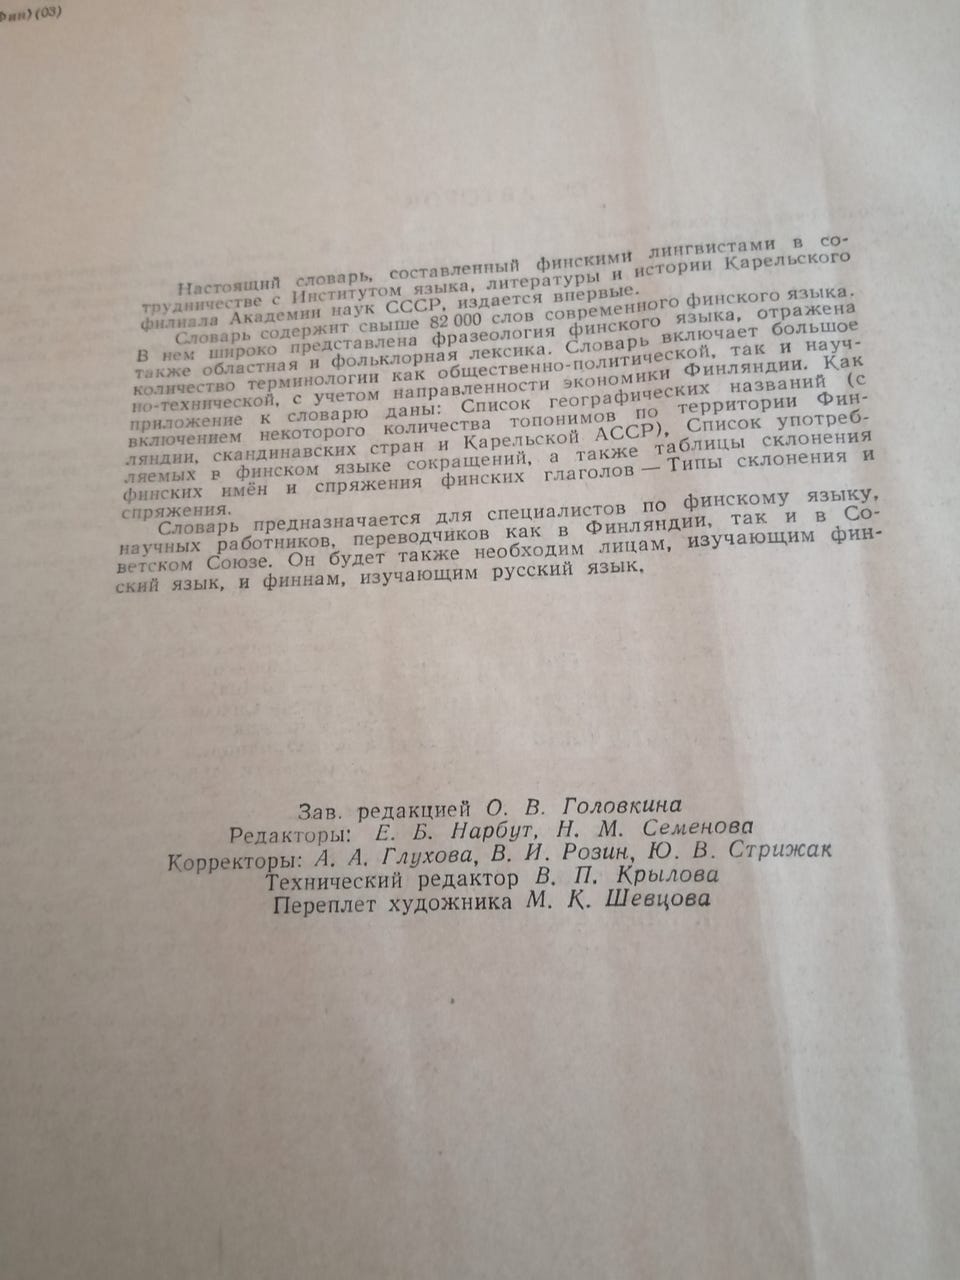 Фин)(03)
Настоящий словарь, составленный финскими лингвистами в со-
трудничестве с Институтом языка, литературы и истории Карельского
филиала Академии наук СССР, издается впервые.
Словарь содержит свыше 82 000 слов современного финского языка.
В нем широко представлена фразеология финского языка, отражена
также областная и фольклорная лексика. Словарь включает большое
количество терминологии как общественно-политической, так и науч-
но-технической, с учетом направленности экономики Финляндии. Как
приложение к словарю даны: Список географических названий (с
включением некоторого количества топонимов по территории Фин-
ляндии, скандинавских стран и Карельской АССР), Список употреб-
ляемых в финском языке сокращений, а также таблицы склонения
финских имён и спряжения финских глаголов — Типы склонения и
спряжения.
Словарь предназначается для специалистов по финскому языку,
научных работников, переводчиков как в Финляндии, так и в Со-
ветском Союзе. Он будет также необходим лицам, изучающим фин-
ский язык, и финнам, изучающим русский язык.
Зав. редакцией О. В. Головкина
Редакторы: Е. Б. Нарбут, Н. М. Семенова
Корректоры: А. А. Глухова, В. И. Розин, Ю. В. Стрижак
Технический редактор В. П. Крылова
Переплет художника М. К. Шевцова